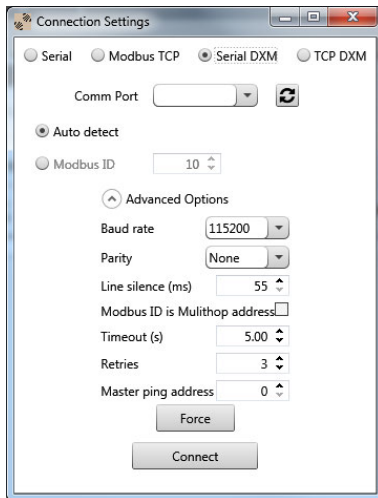 Connection Settings
Serial Modbus TCP Serial DXM TCP DXM
Comm Port
Auto detect
Modbus ID 10
Advanced Options
Baud rate 115200
Parity None
Line silence (ms) 55
Modbus ID is Mulithop address
Timeout (s) 5.00
Retries 3
Master ping address 0
Force
Connect